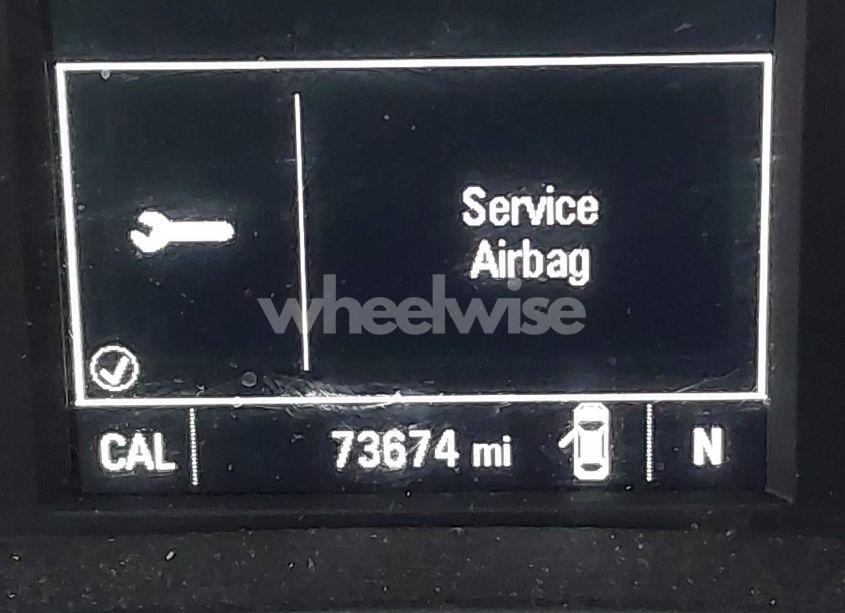 Service
Airbag
wheelwise
CAL 73674 mi N